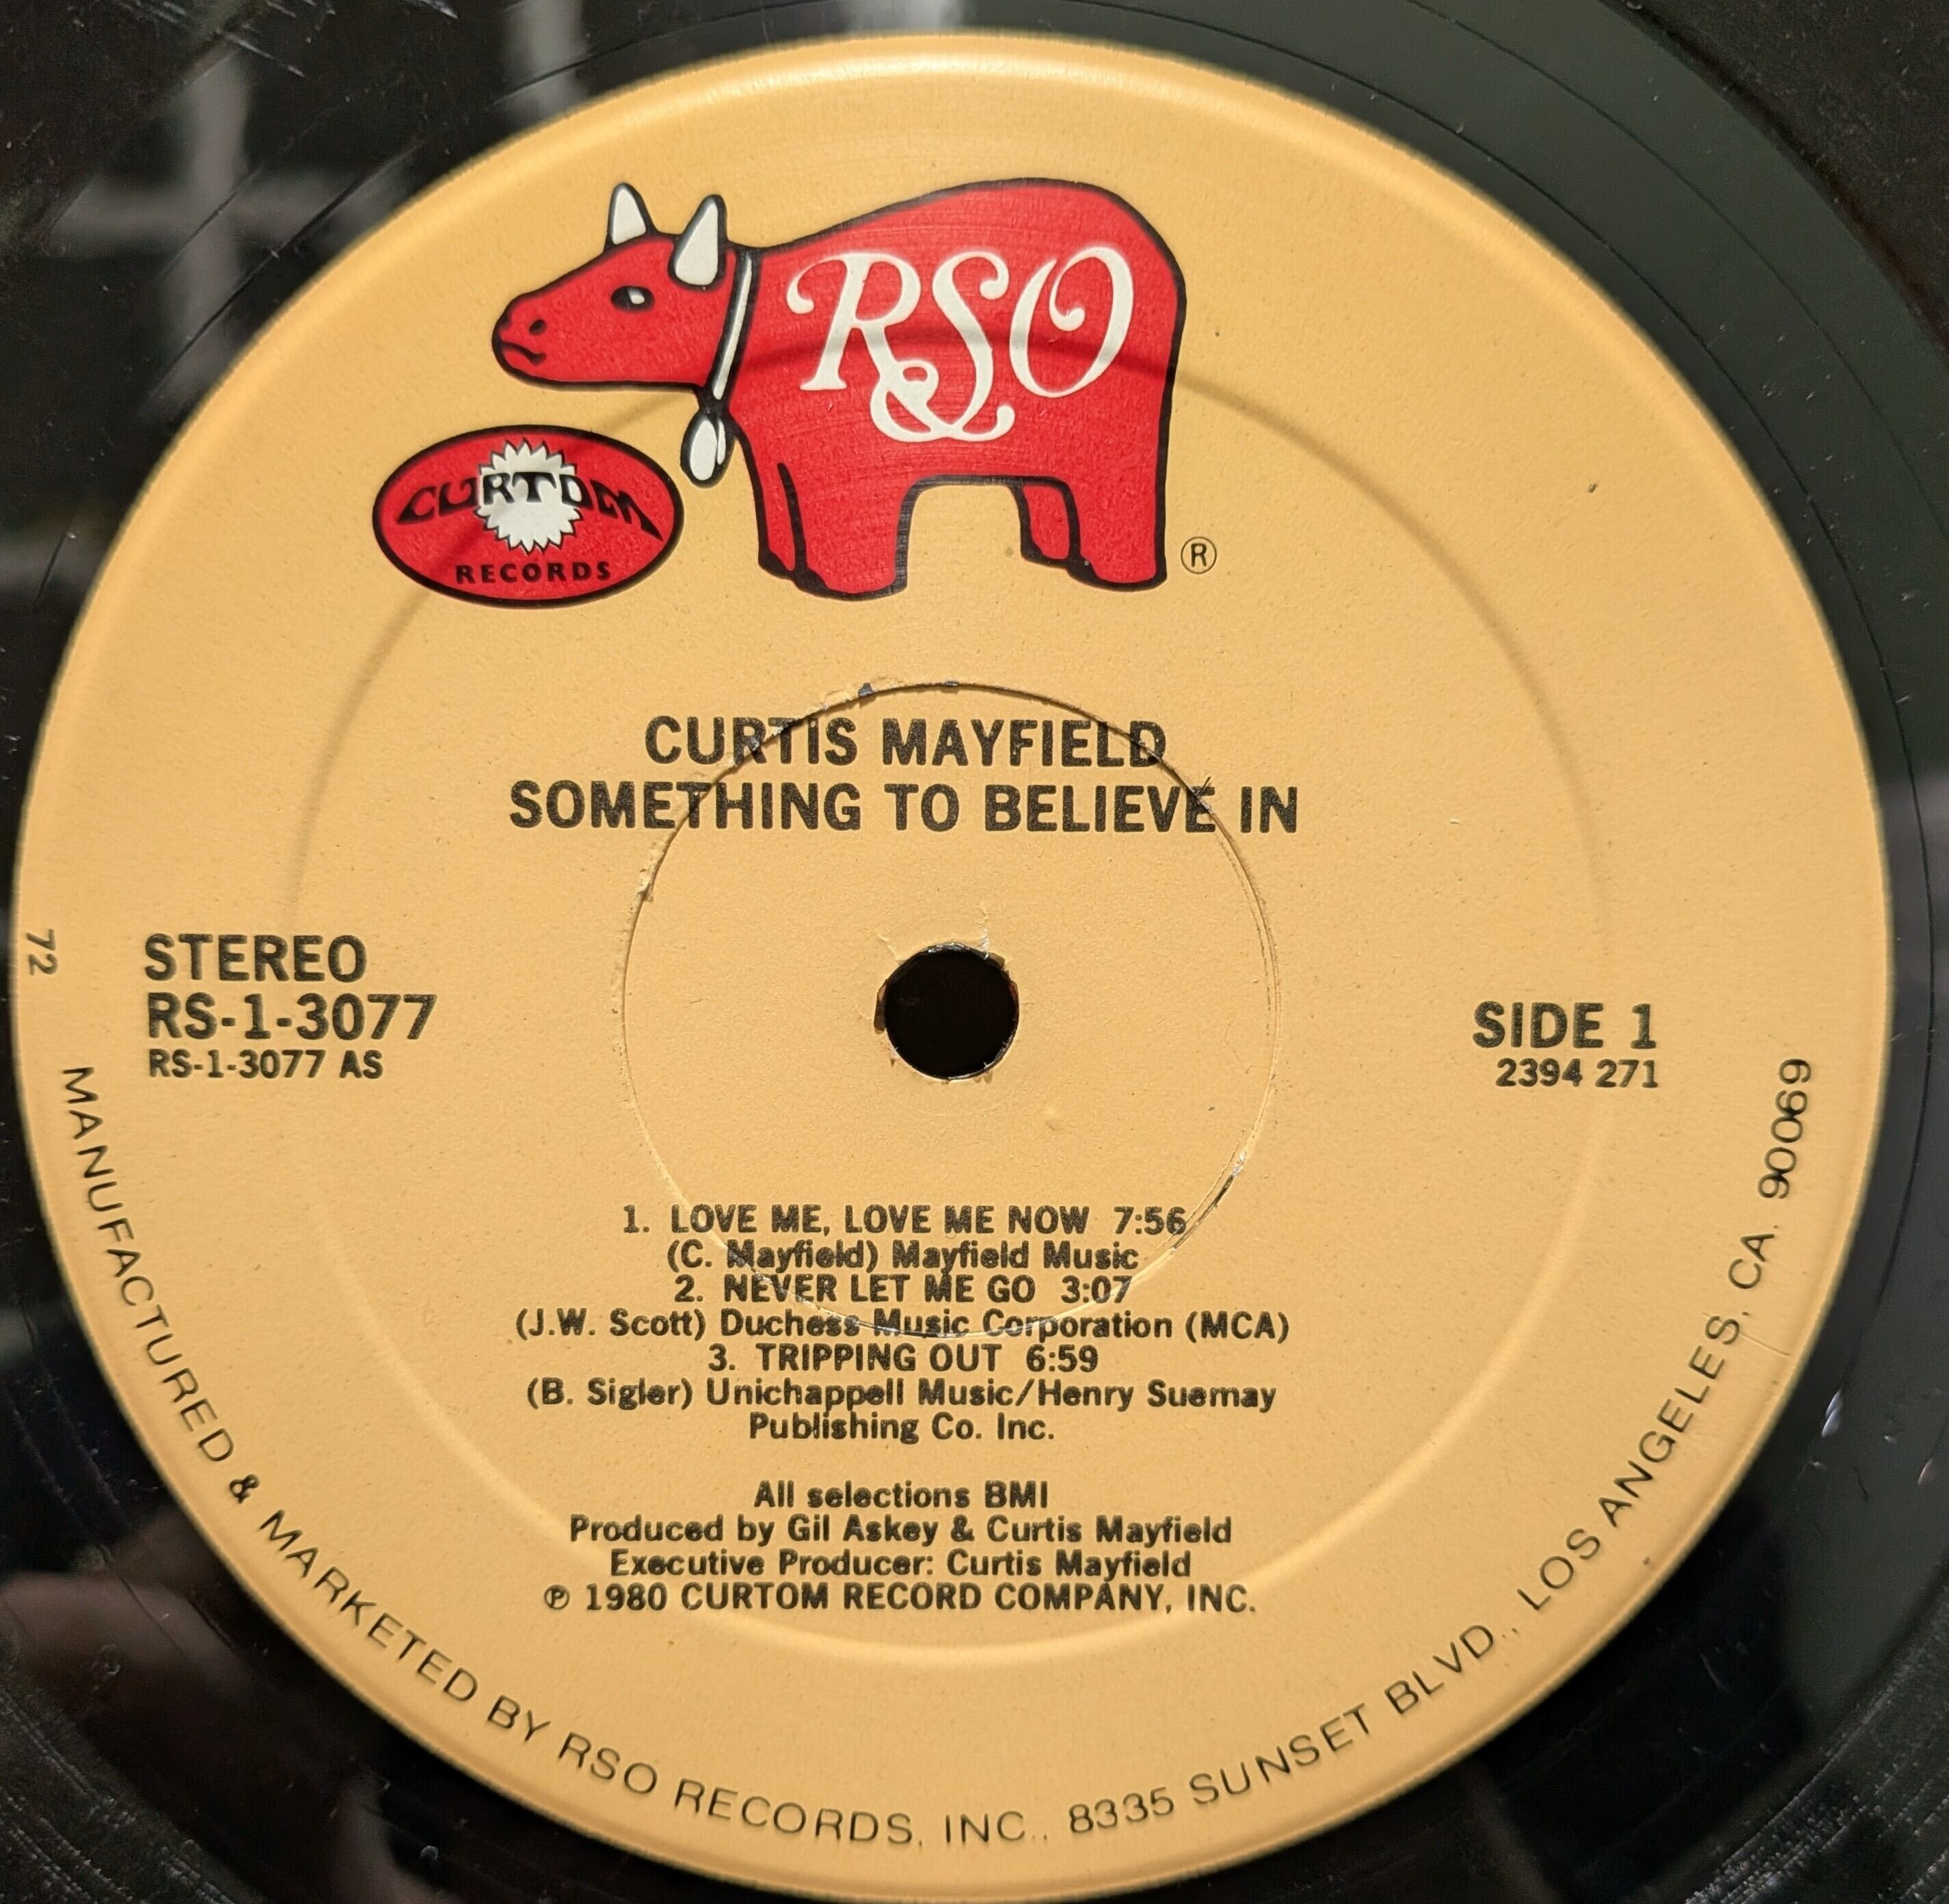 RSO
®
CURTOM
RECORDS
CURTIS MAYFIELD
SOMETHING TO BELIEVE IN
STEREO
RS-1-3077
RS-1-3077 AS
SIDE 1
2394 271
72
1. LOVE ME, LOVE ME NOW 7:56
(C. Mayfield) Mayfield Music
2. NEVER LET ME GO 3:07
(J.W. Scott) Duchess Music Corporation (MCA)
3. TRIPPING OUT 6:59
(B. Sigler) Unichappell Music/Henry Suemay
Publishing Co. Inc.
All selections BMI
Produced by Gil Askey & Curtis Mayfield
Executive Producer: Curtis Mayfield
℗ 1980 CURTOM RECORD COMPANY, INC.
MANUFACTURED & MARKETED BY RSO RECORDS, INC., 8335 SUNSET BLVD., LOS ANGELES, CA. 90069